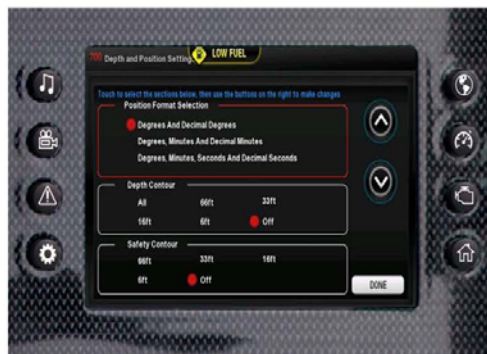 700 Depth and Position Setting
LOW FUEL
Touch to select the sections below, then use the buttons on the right to make changes
Position Format Selection
Degrees And Decimal Degrees
Degrees, Minutes And Decimal Minutes
Degrees, Minutes, Seconds And Decimal Seconds
Depth Contour
All 66ft 33ft
16ft 6ft Off
Safety Contour
66ft 33ft 16ft
6ft Off
DONE